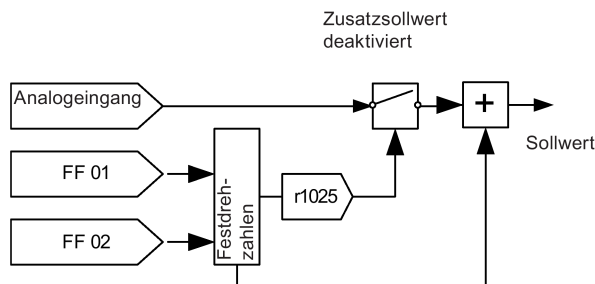 Zusatzsollwert
deaktiviert
Analogeingang
+
Sollwert
FF 01
r1025
FF 02
Festdreh-
zahlen